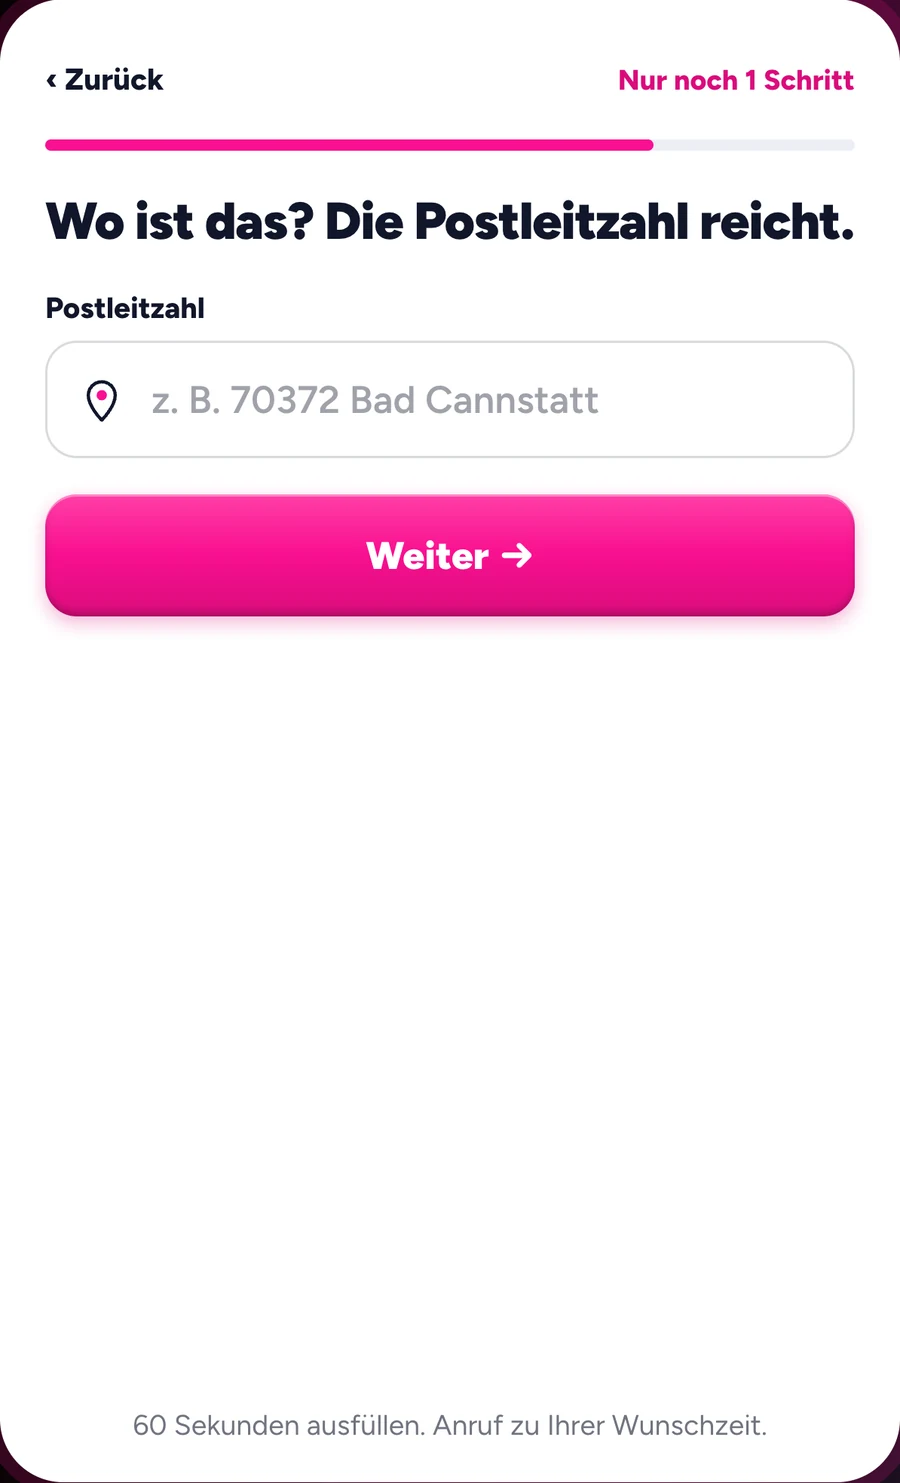 ‹ Zurück
Nur noch 1 Schritt
Wo ist das? Die Postleitzahl reicht.
Postleitzahl
z. B. 70372 Bad Cannstatt
Weiter →
60 Sekunden ausfüllen. Anruf zu Ihrer Wunschzeit.